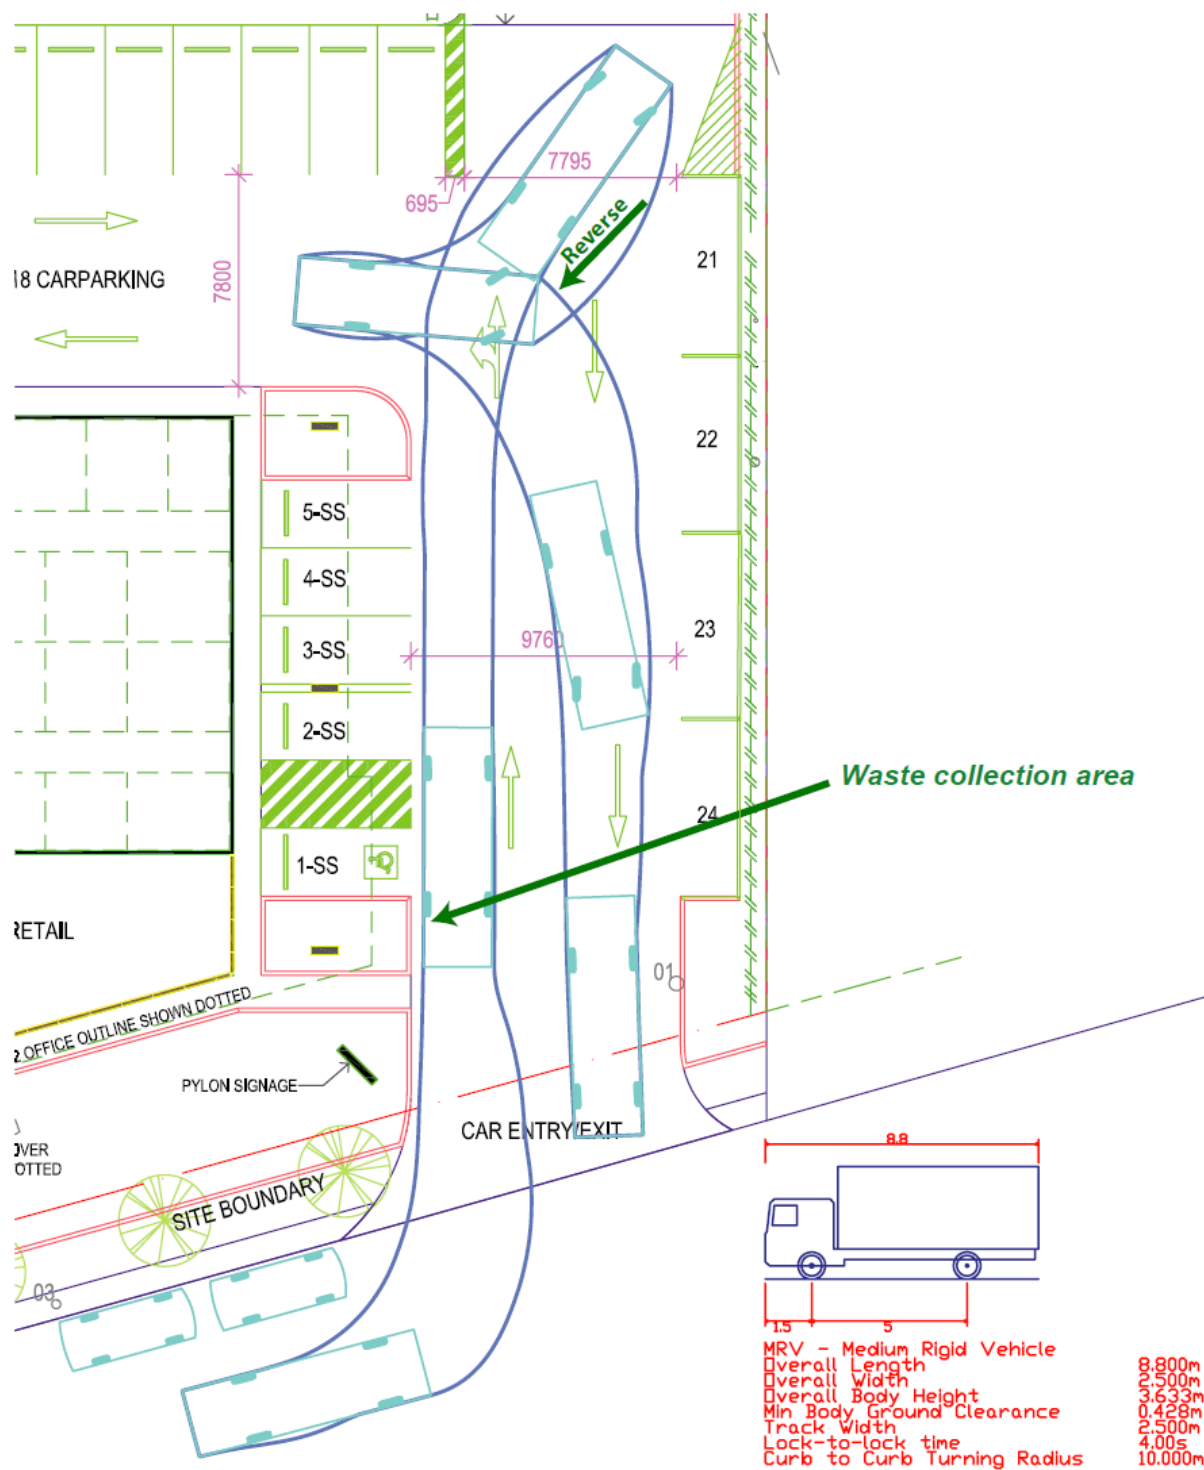 7795
695
Reverse
21
18 CARPARKING
7800
22
5-SS
4-SS
3-SS
9760
23
2-SS
Waste collection area
24
1-SS
RETAIL
01
2 OFFICE OUTLINE SHOWN DOTTED
PYLON SIGNAGE
CAR ENTRY/EXIT
OVER
OTTED
SITE BOUNDARY
03
8.8
1.5
5
MRV - Medium Rigid Vehicle
Overall Length 8.800m
Overall Width 2.500m
Overall Body Height 3.633m
Min Body Ground Clearance 0.428m
Track Width 2.500m
Lock-to-lock time 4.00s
Curb to Curb Turning Radius 10.000m